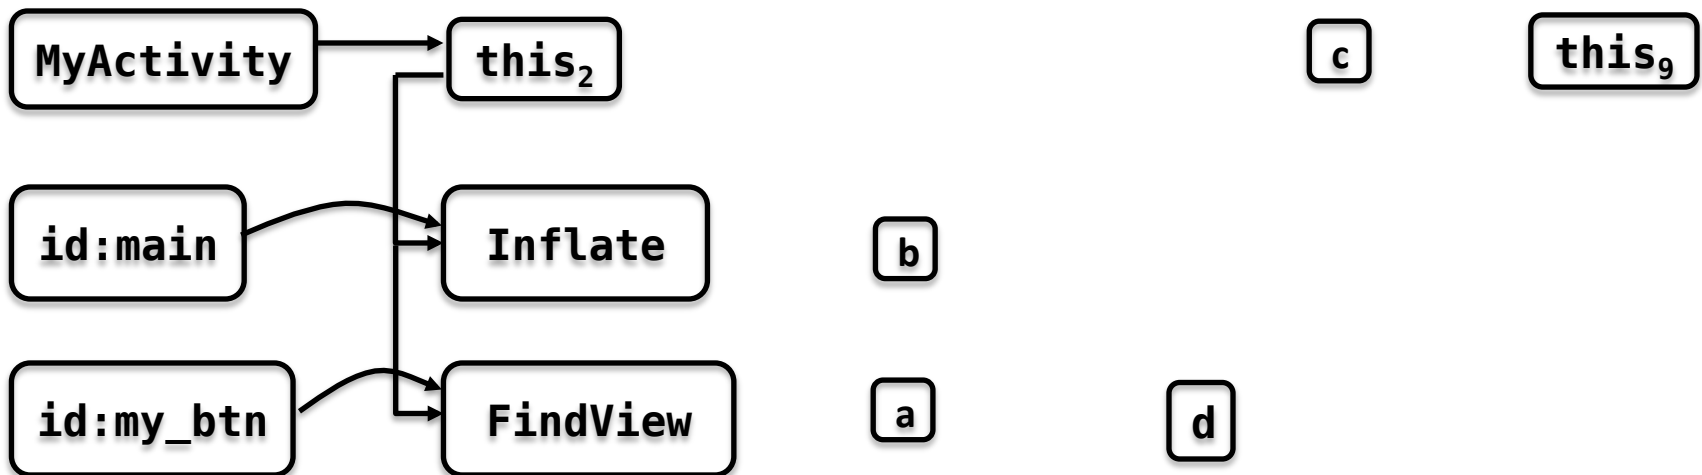 MyActivity this₂ c this₉
id:main Inflate b
id:my_btn FindView a d